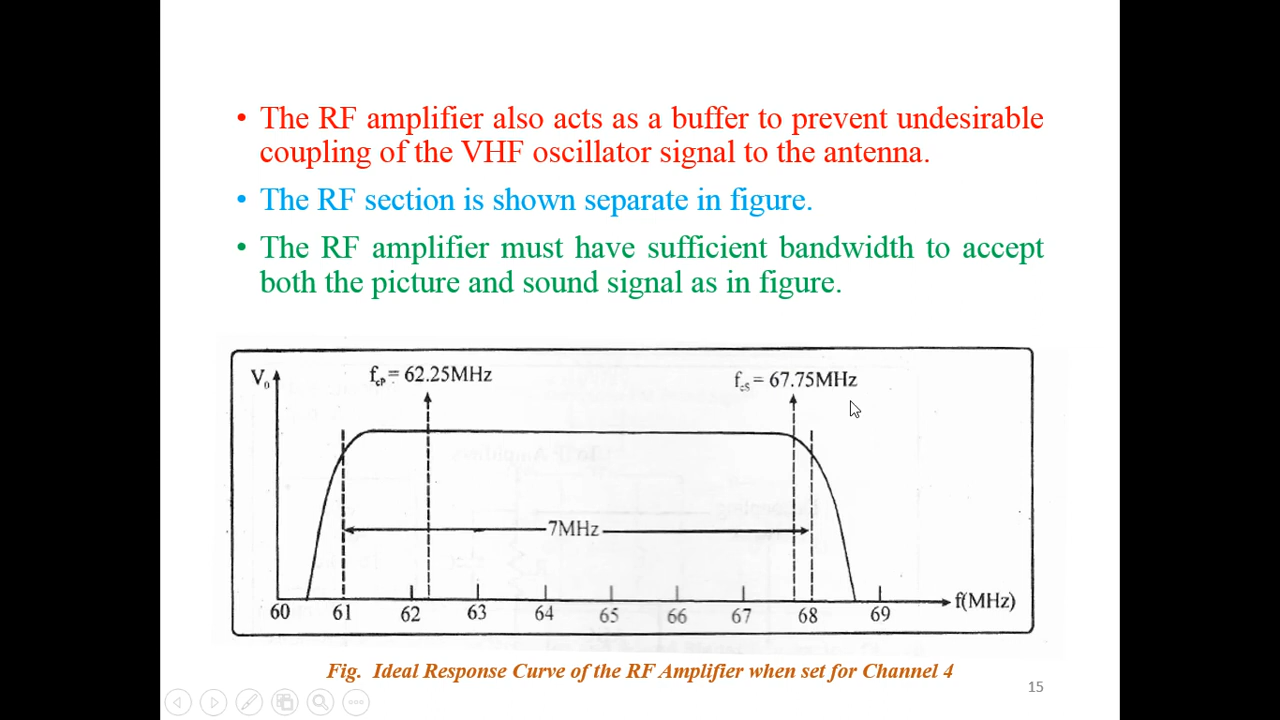 • The RF amplifier also acts as a buffer to prevent undesirable
coupling of the VHF oscillator signal to the antenna.
• The RF section is shown separate in figure.
• The RF amplifier must have sufficient bandwidth to accept
both the picture and sound signal as in figure.
V₀
f_cP = 62.25MHz
f_cS = 67.75MHz
7MHz
60 61 62 63 64 65 66 67 68 69
f(MHz)
Fig. Ideal Response Curve of the RF Amplifier when set for Channel 4
15